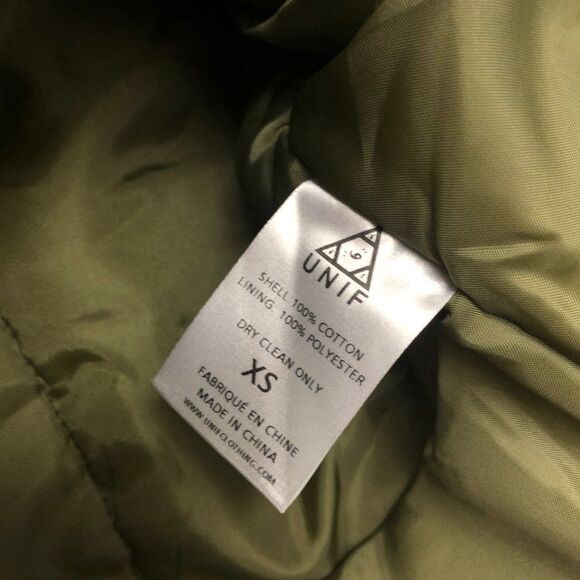 UNIF
SHELL: 100% COTTON
LINING: 100% POLYESTER
DRY CLEAN ONLY
XS
FABRIQUÉ EN CHINE
MADE IN CHINA
WWW.UNIFCLOTHING.COM